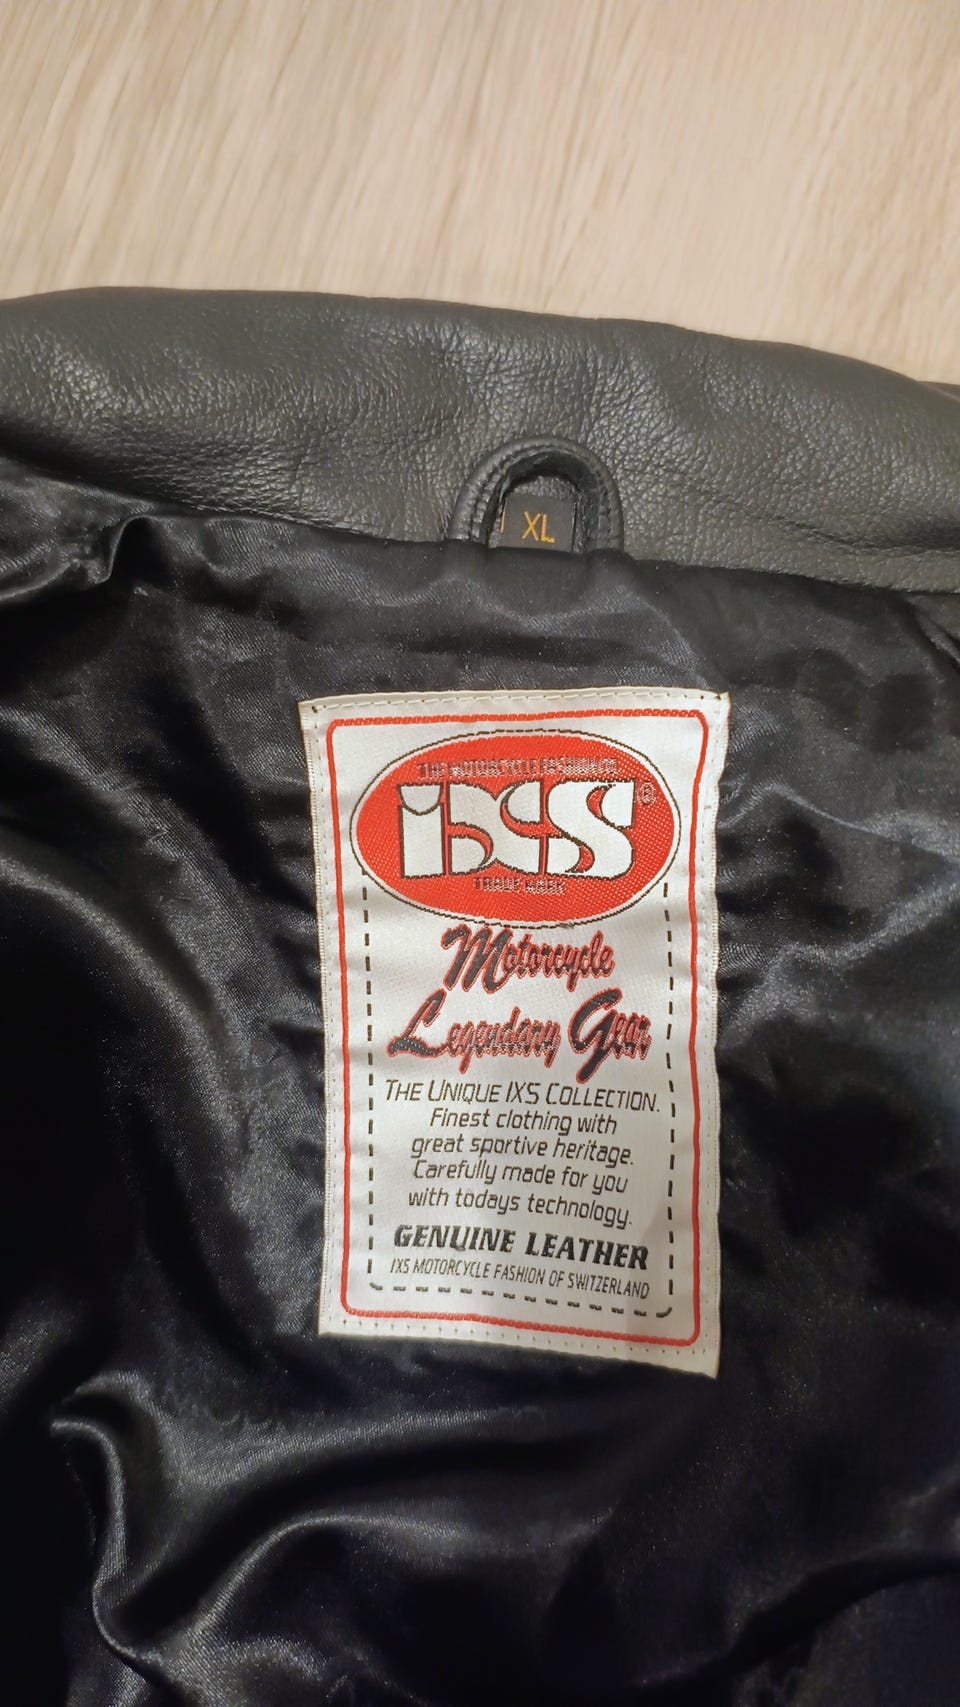 XL
THE MOTORCYCLE FASHION OF
iXS®
TRADE MARK
Motorcycle
Legendary Gear
THE UNIQUE IXS COLLECTION.
Finest clothing with
great sportive heritage.
Carefully made for you
with todays technology.
GENUINE LEATHER
IXS MOTORCYCLE FASHION OF SWITZERLAND